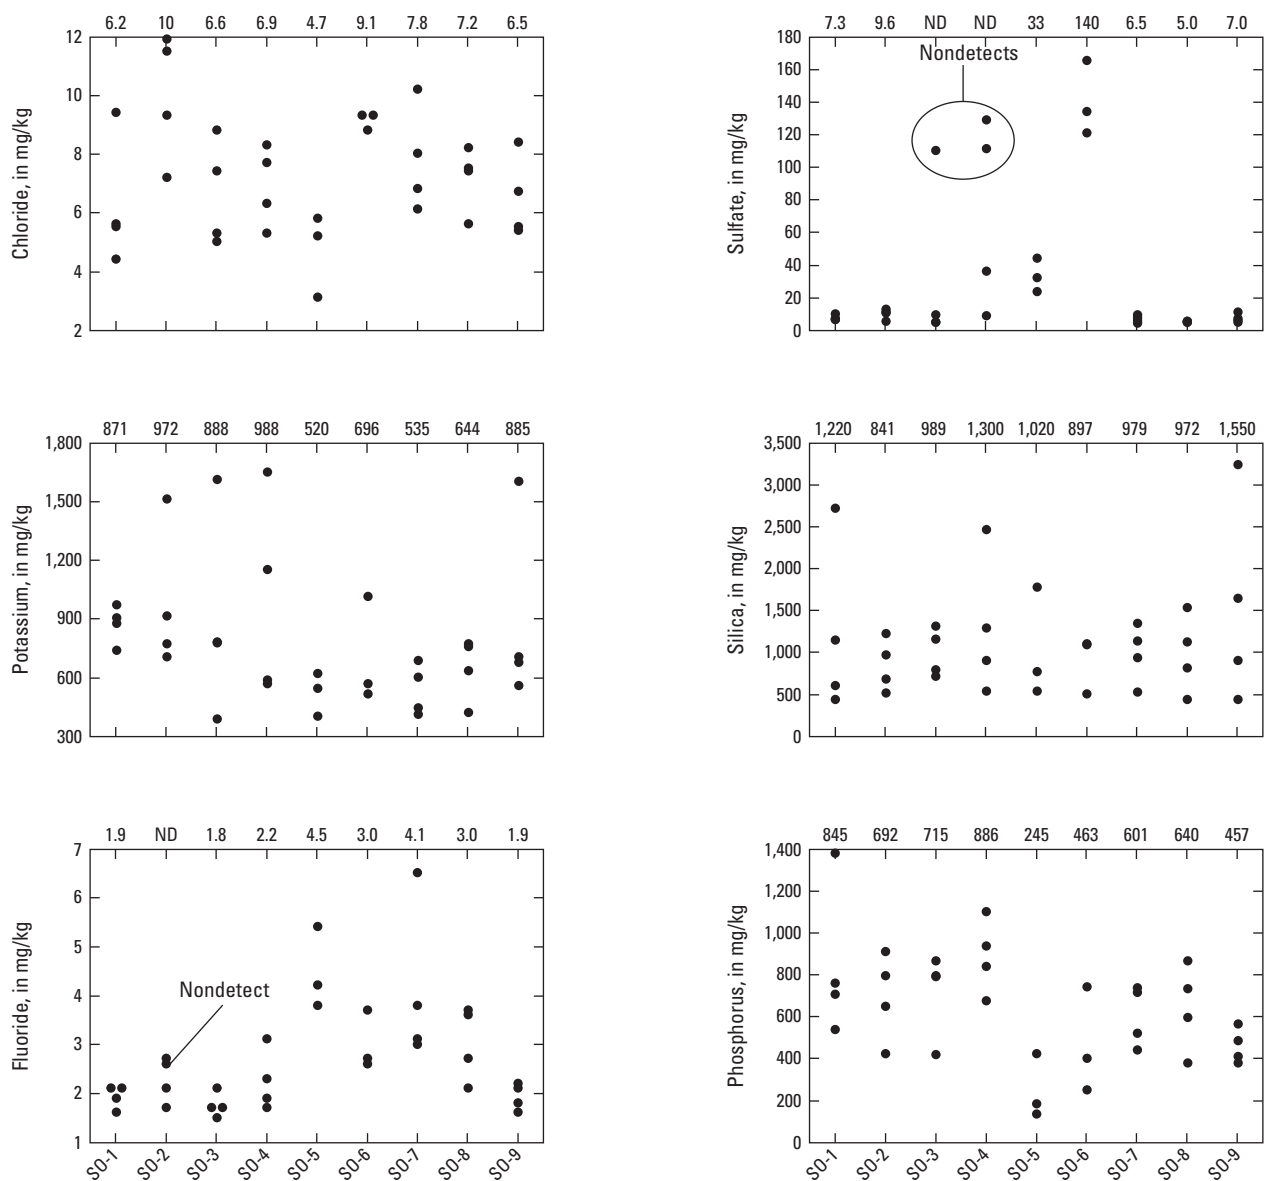 6.2 10 6.6 6.9 4.7 9.1 7.8 7.2 6.5
12
10
8
6
4
2
Chloride, in mg/kg
7.3 9.6 ND ND 33 140 6.5 5.0 7.0
180
160
140
120
100
80
60
40
20
0
Sulfate, in mg/kg
Nondetects
871 972 888 988 520 696 535 644 885
1,800
1,500
1,200
900
600
300
Potassium, in mg/kg
1,220 841 989 1,300 1,020 897 979 972 1,550
3,500
3,000
2,500
2,000
1,500
1,000
500
0
Silica, in mg/kg
1.9 ND 1.8 2.2 4.5 3.0 4.1 3.0 1.9
7
6
5
4
3
2
1
Fluoride, in mg/kg
Nondetect
SO-1 SO-2 SO-3 SO-4 SO-5 SO-6 SO-7 SO-8 SO-9
845 692 715 886 245 463 601 640 457
1,400
1,200
1,000
800
600
400
200
0
Phosphorus, in mg/kg
SO-1 SO-2 SO-3 SO-4 SO-5 SO-6 SO-7 SO-8 SO-9